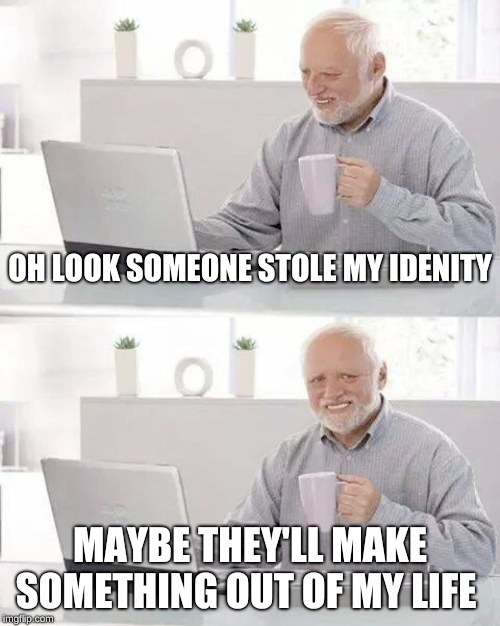 OH LOOK SOMEONE STOLE MY IDENITY
MAYBE THEY'LL MAKE
SOMETHING OUT OF MY LIFE
imgflip.com